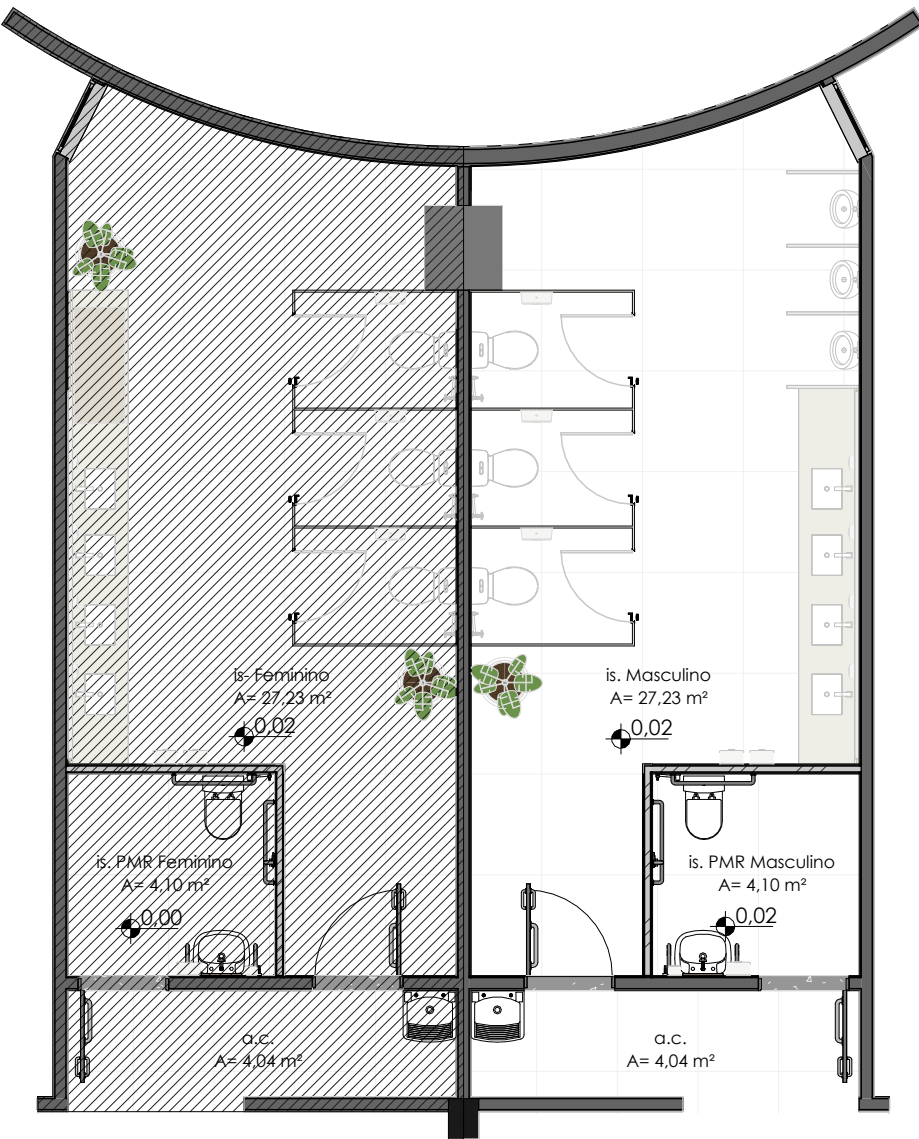 is- Feminino
A= 27,23 m²
0,02
is. Masculino
A= 27,23 m²
0,02
is. PMR Feminino
A= 4,10 m²
0,00
is. PMR Masculino
A= 4,10 m²
0,02
a.c.
A= 4,04 m²
a.c.
A= 4,04 m²